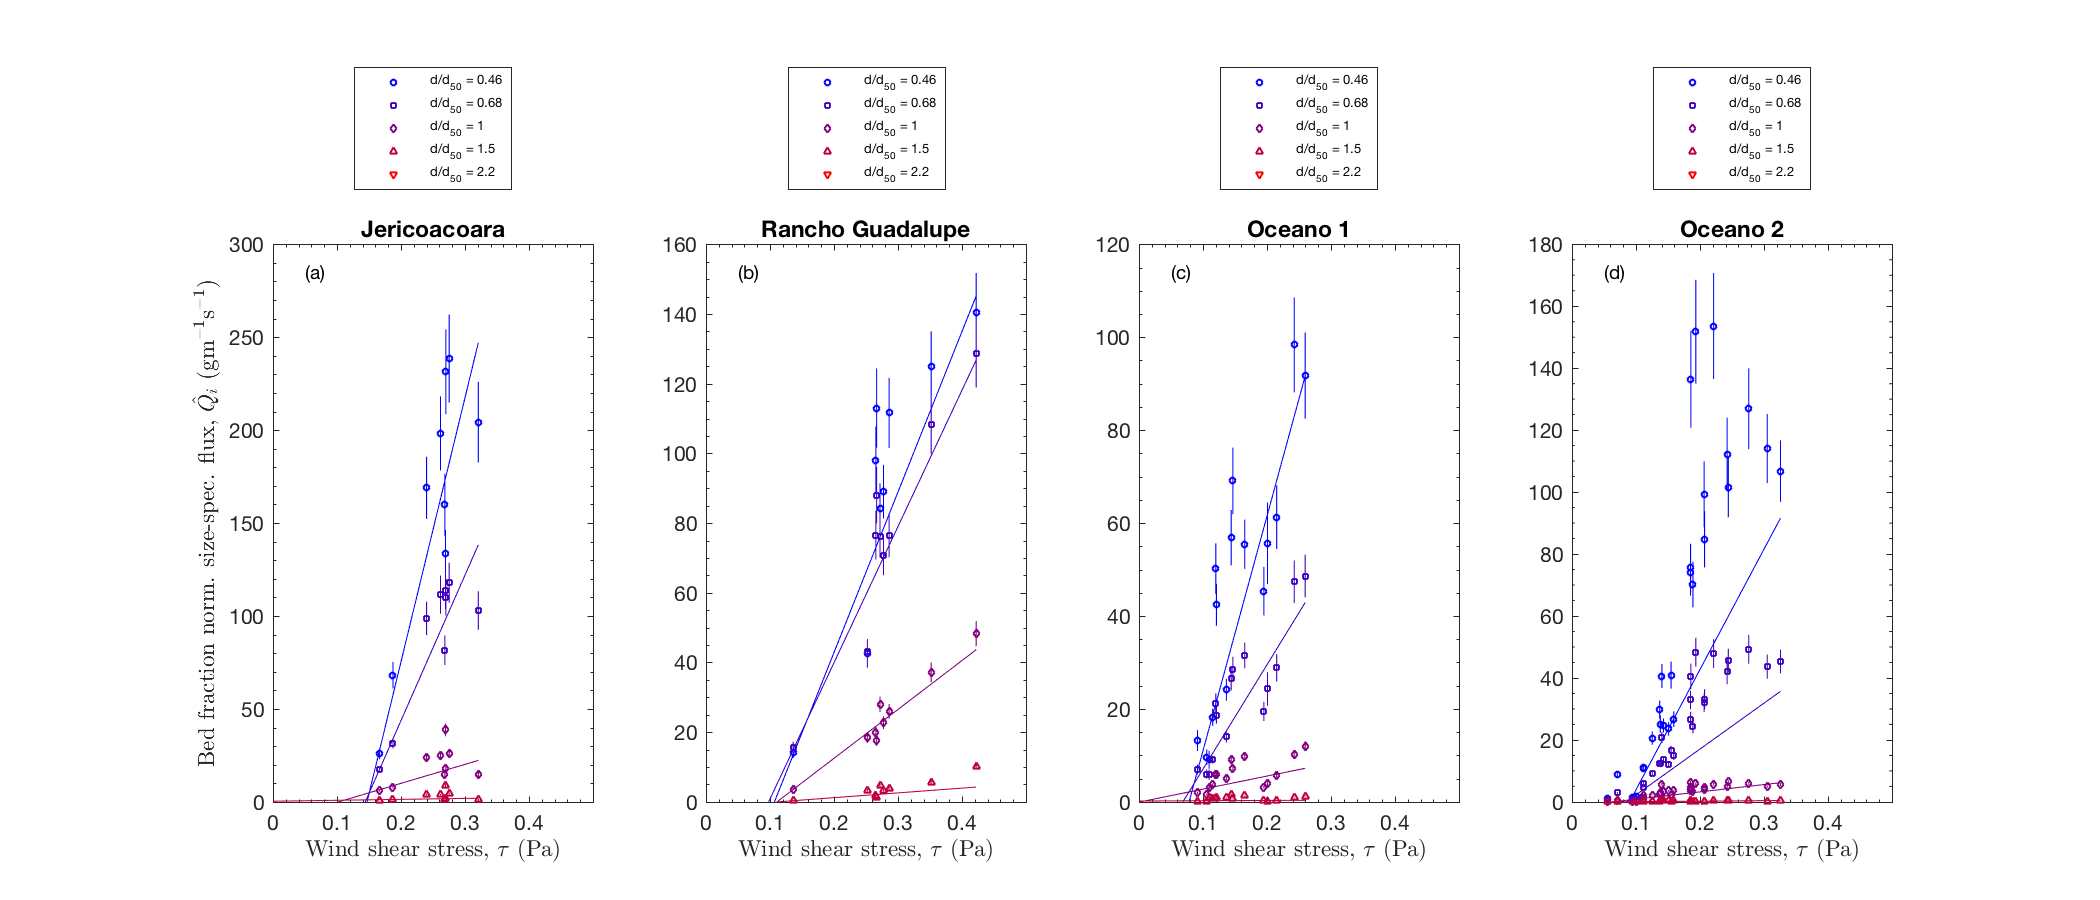 d/d50 = 0.46
d/d50 = 0.68
d/d50 = 1
d/d50 = 1.5
d/d50 = 2.2
d/d50 = 0.46
d/d50 = 0.68
d/d50 = 1
d/d50 = 1.5
d/d50 = 2.2
d/d50 = 0.46
d/d50 = 0.68
d/d50 = 1
d/d50 = 1.5
d/d50 = 2.2
d/d50 = 0.46
d/d50 = 0.68
d/d50 = 1
d/d50 = 1.5
d/d50 = 2.2
Bed fraction norm. size-spec. flux, Q̂i (gm⁻¹s⁻¹)
Jericoacoara
(a)
300
250
200
150
100
50
0
0 0.1 0.2 0.3 0.4
Wind shear stress, τ (Pa)
Rancho Guadalupe
(b)
160
140
120
100
80
60
40
20
0
0 0.1 0.2 0.3 0.4
Wind shear stress, τ (Pa)
Oceano 1
(c)
120
100
80
60
40
20
0
0 0.1 0.2 0.3 0.4
Wind shear stress, τ (Pa)
Oceano 2
(d)
180
160
140
120
100
80
60
40
20
0
0 0.1 0.2 0.3 0.4
Wind shear stress, τ (Pa)